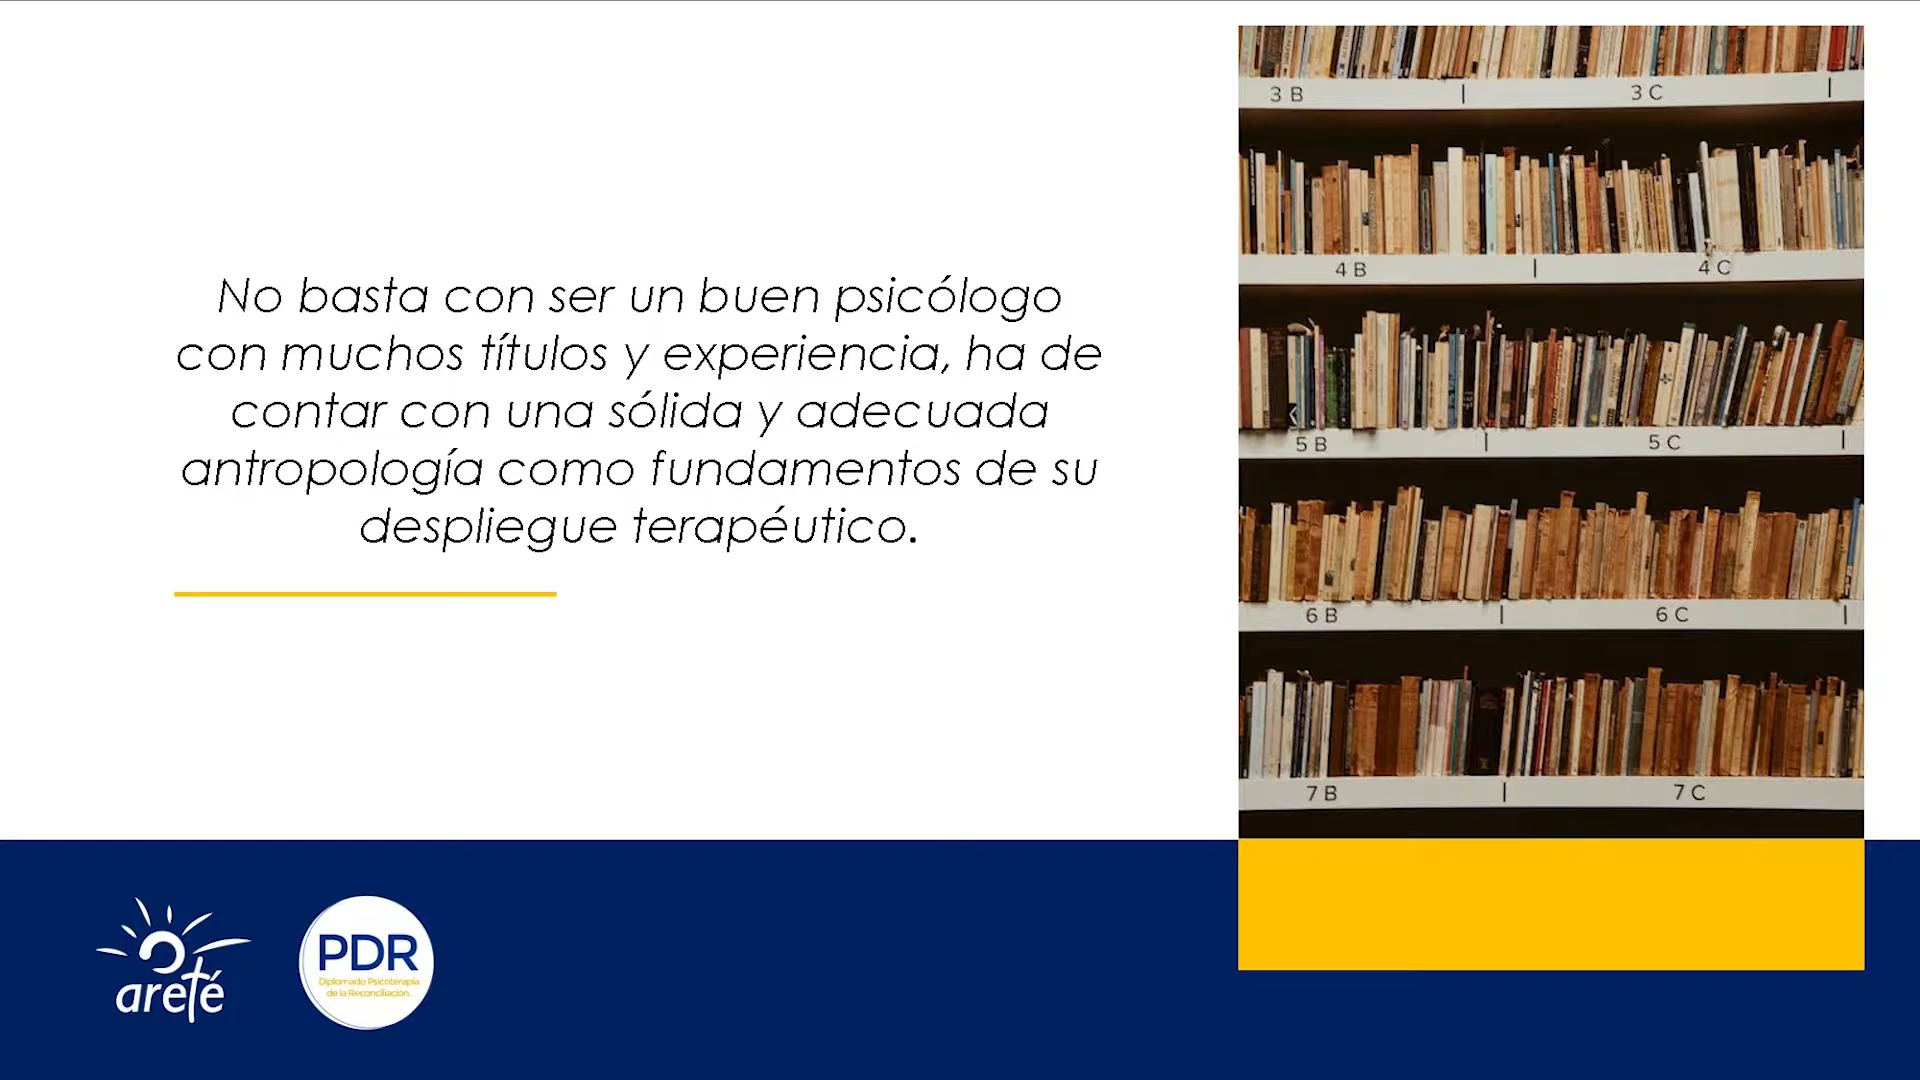 No basta con ser un buen psicólogo
con muchos títulos y experiencia, ha de
contar con una sólida y adecuada
antropología como fundamentos de su
despliegue terapéutico.
3 B
3 C
4 B
4 C
5 B
5 C
6 B
6 C
7 B
7 C
areté
PDR
Diplomado Psicoterapia
de la Reconciliación.